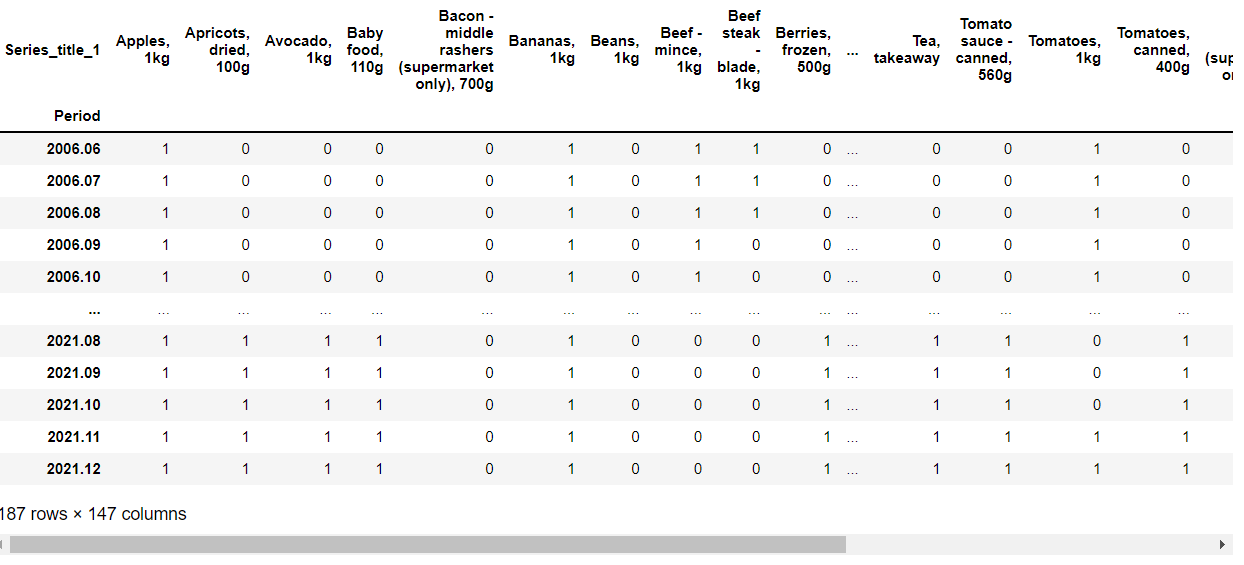 Series_title_1 Apples, 1kg Apricots, dried, 100g Avocado, 1kg Baby food, 110g Bacon - middle rashers (supermarket only), 700g Bananas, 1kg Beans, 1kg Beef - mince, 1kg Beef steak - blade, 1kg Berries, frozen, 500g ... Tea, takeaway Tomato sauce - canned, 560g Tomatoes, 1kg Tomatoes, canned, 400g
Period
2006.06 1 0 0 0 0 1 0 1 1 0 ... 0 0 1 0
2006.07 1 0 0 0 0 1 0 1 1 0 ... 0 0 1 0
2006.08 1 0 0 0 0 1 0 1 1 0 ... 0 0 1 0
2006.09 1 0 0 0 0 1 0 1 0 0 ... 0 0 1 0
2006.10 1 0 0 0 0 1 0 1 0 0 ... 0 0 1 0
... ... ... ... ... ... ... ... ... ... ... ... ... ... ... ...
2021.08 1 1 1 1 0 1 0 0 0 1 ... 1 1 0 1
2021.09 1 1 1 1 0 1 0 0 0 1 ... 1 1 0 1
2021.10 1 1 1 1 0 1 0 0 0 1 ... 1 1 0 1
2021.11 1 1 1 1 0 1 0 0 0 1 ... 1 1 1 1
2021.12 1 1 1 1 0 1 0 0 0 1 ... 1 1 1 1
187 rows × 147 columns